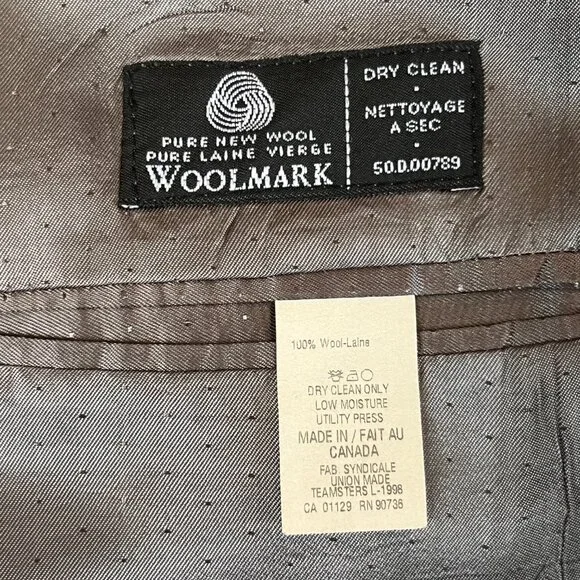 PURE NEW WOOL
PURE LAINE VIERGE
WOOLMARK
DRY CLEAN
•
NETTOYAGE
A SEC
•
50.D.00789
100% Wool-Laine
DRY CLEAN ONLY
LOW MOISTURE
UTILITY PRESS
MADE IN / FAIT AU
CANADA
FAB. SYNDICALE
UNION MADE
TEAMSTERS L-1998
CA 01129 RN 90736